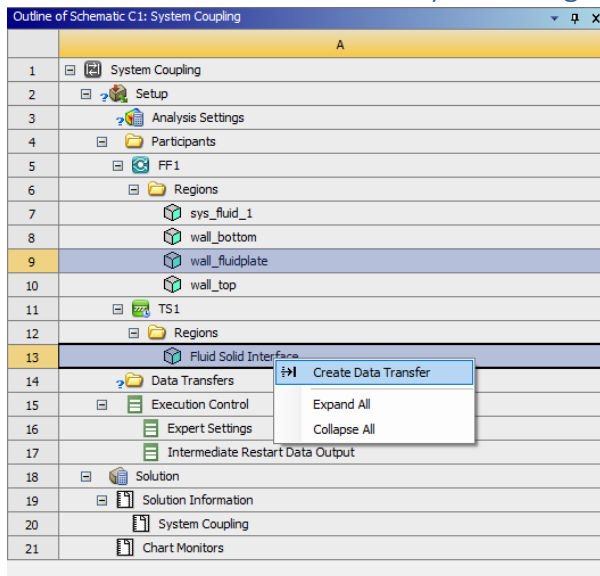 Outline of Schematic C1: System Coupling
A
1 System Coupling
2 Setup
3 Analysis Settings
4 Participants
5 FF1
6 Regions
7 sys_fluid_1
8 wall_bottom
9 wall_fluidplate
10 wall_top
11 TS1
12 Regions
13 Fluid Solid Interface
Create Data Transfer
14 Data Transfers
15 Execution Control
Expand All
16 Expert Settings
Collapse All
17 Intermediate Restart Data Output
18 Solution
19 Solution Information
20 System Coupling
21 Chart Monitors